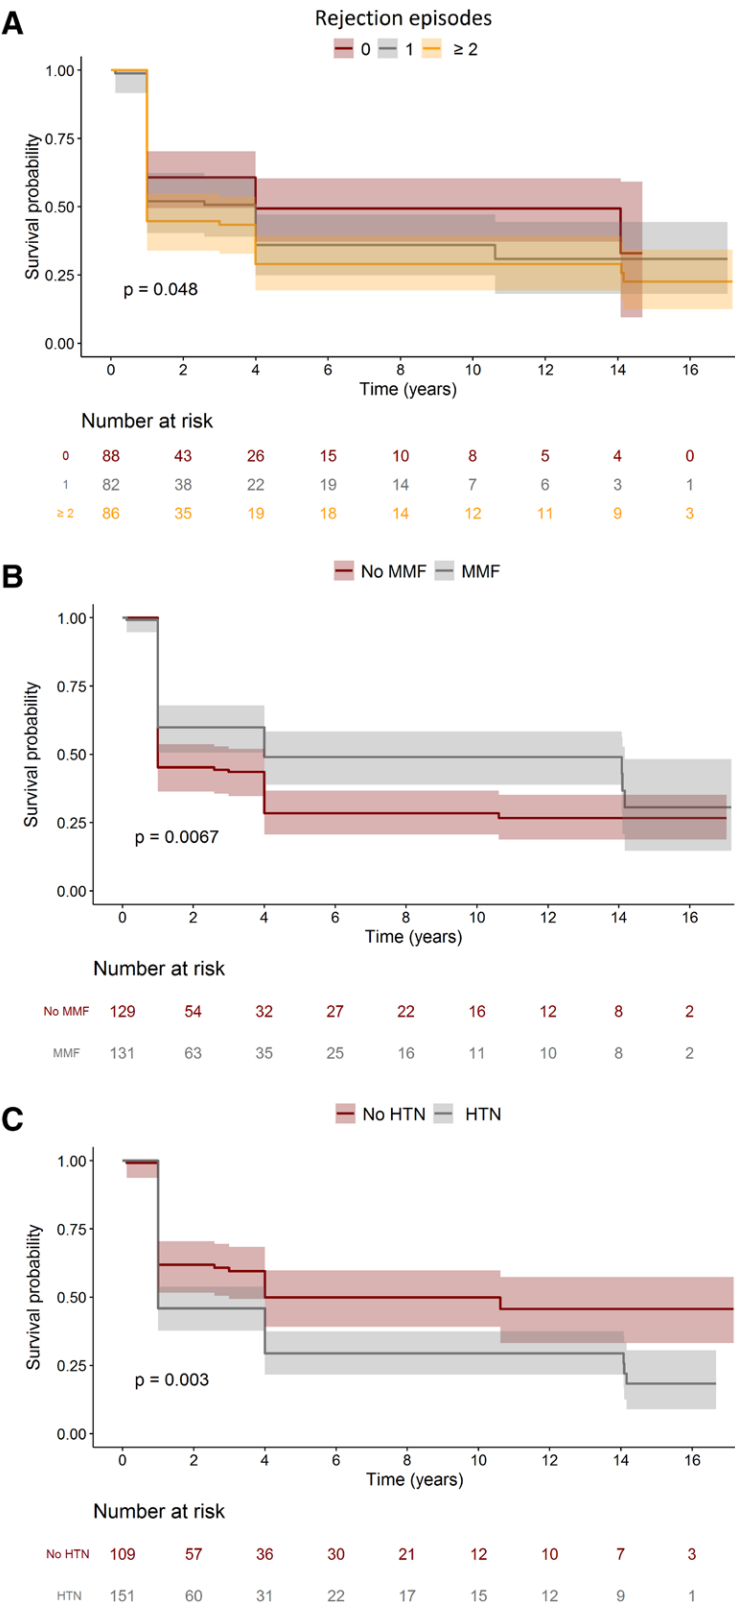 A
Rejection episodes
0 1 ≥ 2
Survival probability
1.00
0.75
0.50
0.25
0.00
p = 0.048
0 2 4 6 8 10 12 14 16
Time (years)
Number at risk
0 88 43 26 15 10 8 5 4 0
1 82 38 22 19 14 7 6 3 1
≥ 2 86 35 19 18 14 12 11 9 3
B
No MMF MMF
Survival probability
1.00
0.75
0.50
0.25
0.00
p = 0.0067
0 2 4 6 8 10 12 14 16
Time (years)
Number at risk
No MMF 129 54 32 27 22 16 12 8 2
MMF 131 63 35 25 16 11 10 8 2
C
No HTN HTN
Survival probability
1.00
0.75
0.50
0.25
0.00
p = 0.003
0 2 4 6 8 10 12 14 16
Time (years)
Number at risk
No HTN 109 57 36 30 21 12 10 7 3
HTN 151 60 31 22 17 15 12 9 1